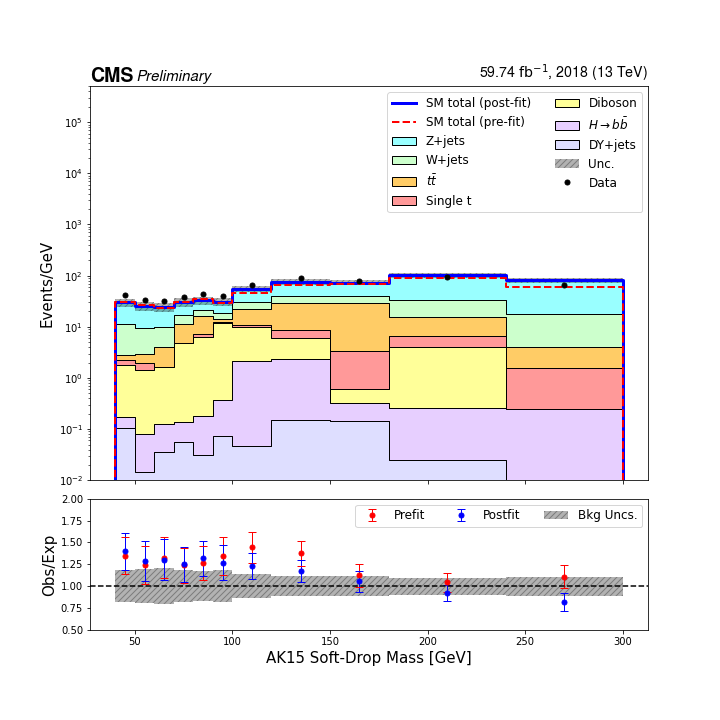 CMS Preliminary
59.74 fb⁻¹, 2018 (13 TeV)
Events/GeV
10⁵
10⁴
10³
10²
10¹
10⁰
10⁻¹
10⁻²
SM total (post-fit)
SM total (pre-fit)
Z+jets
W+jets
tt̄
Single t
Diboson
H→bb̄
DY+jets
Unc.
Data
Obs/Exp
2.00
1.75
1.50
1.25
1.00
0.75
0.50
Prefit
Postfit
Bkg Uncs.
50
100
150
200
250
300
AK15 Soft-Drop Mass [GeV]